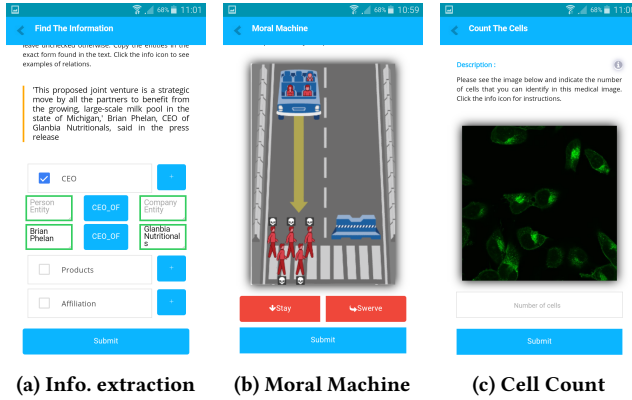 68% 11:01
Find The Information
leave unchecked otherwise. Copy the entities in the
exact form found in the text. Click the info icon to see
examples of relations.
'This proposed joint venture is a strategic
move by all the partners to benefit from
the growing, large-scale milk pool in the
state of Michigan,' Brian Phelan, CEO of
Glanbia Nutritionals, said in the press
release
CEO
+
Person
Entity
CEO_OF
Company
Entity
Brian
Phelan
CEO_OF
Glanbia
Nutritional
s
Products
+
Affiliation
+
Submit
(a) Info. extraction
68% 10:59
Moral Machine
Stay
Swerve
Submit
(b) Moral Machine
68%
Count The Cells
Description :
Please see the image below and indicate the number
of cells that you can identify in this medical image.
Click the info icon for instructions.
Number of cells
Submit
(c) Cell Count